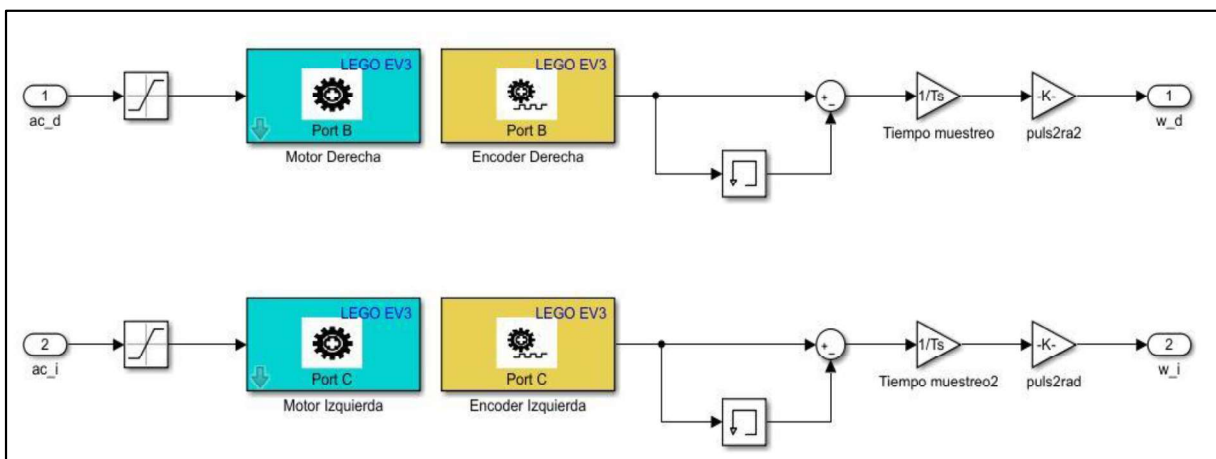 LEGO EV3
LEGO EV3
1
+
-
1/Ts
-K-
1
ac_d
Port B
Port B
Tiempo muestreo
puls2ra2
w_d
Motor Derecha
Encoder Derecha
LEGO EV3
LEGO EV3
2
+
-
1/Ts
-K-
2
ac_i
Port C
Port C
Tiempo muestreo2
puls2rad
w_i
Motor Izquierda
Encoder Izquierda